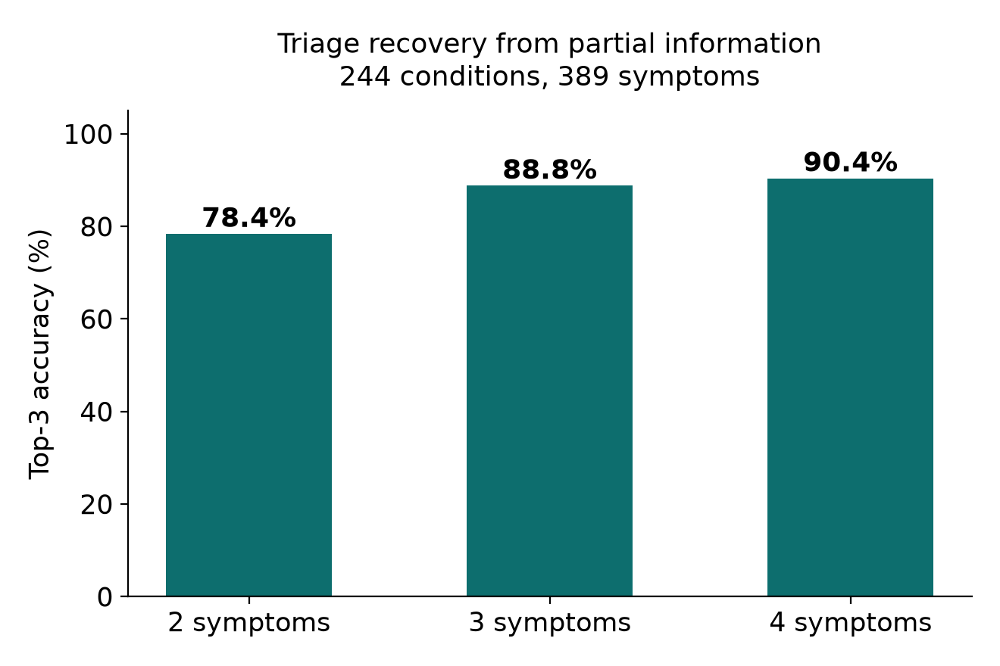 Triage recovery from partial information
244 conditions, 389 symptoms
Top-3 accuracy (%)
100
80
60
40
20
0
78.4%
88.8%
90.4%
2 symptoms
3 symptoms
4 symptoms